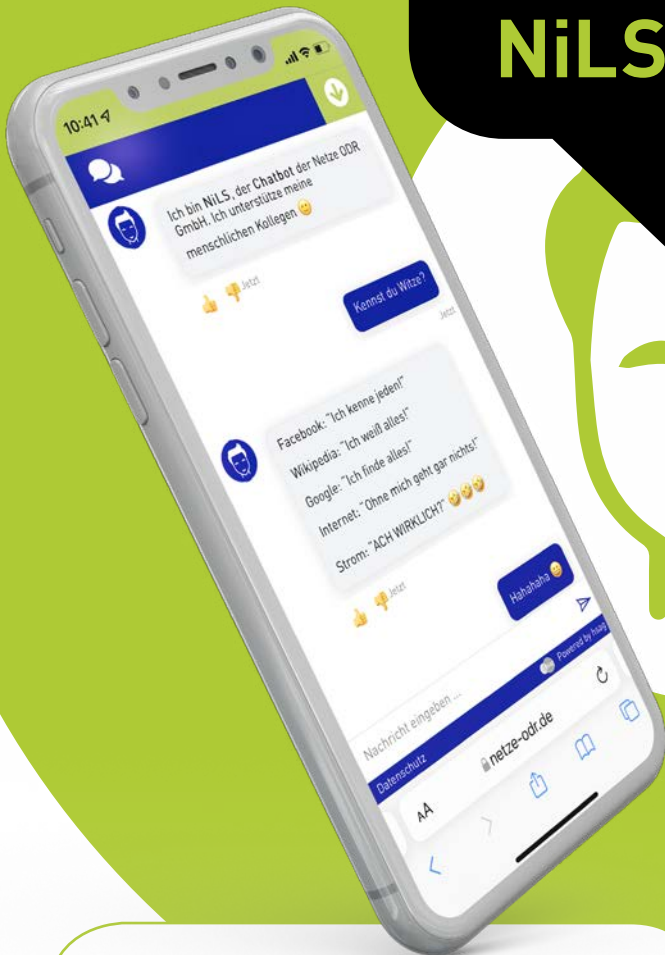 NiLS
10:41
Ich bin NiLS, der Chatbot der Netze ODR
GmbH. Ich unterstütze meine
menschlichen Kollegen 🙂
👍 👎 Jetzt
Kennst du Witze?
Jetzt
Facebook: "Ich kenne jeden!"
Wikipedia: "Ich weiß alles!"
Google: "Ich finde alles!"
Internet: "Ohne mich geht gar nichts!"
Strom: "ACH WIRKLICH?" 🤣🤣🤣
👍 👎 Jetzt
Hahahaha 🙂
Nachricht eingeben ...
Datenschutz
Powered by hsag
AA
netze-odr.de